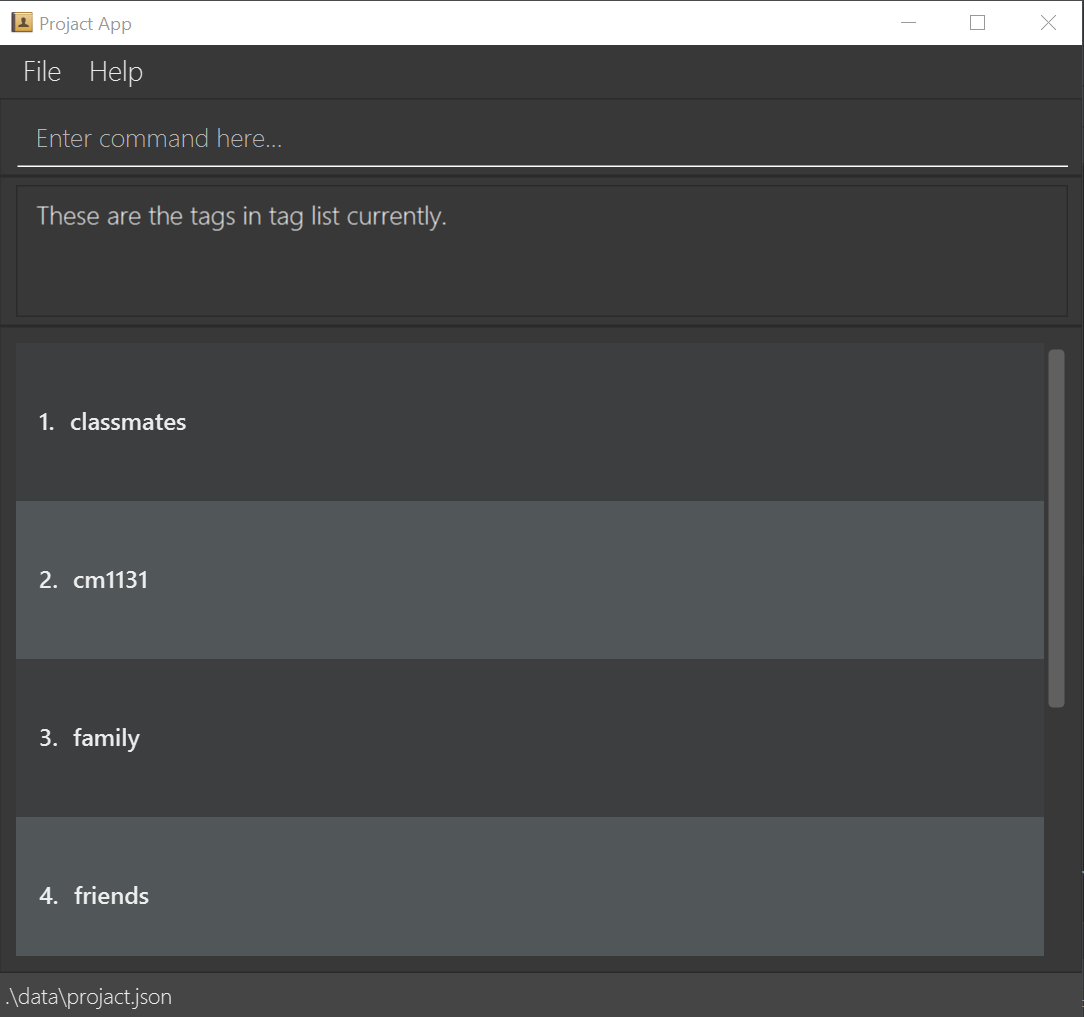 Projact App
File Help
Enter command here...
These are the tags in tag list currently.
1. classmates
2. cm1131
3. family
4. friends
.\data\projact.json